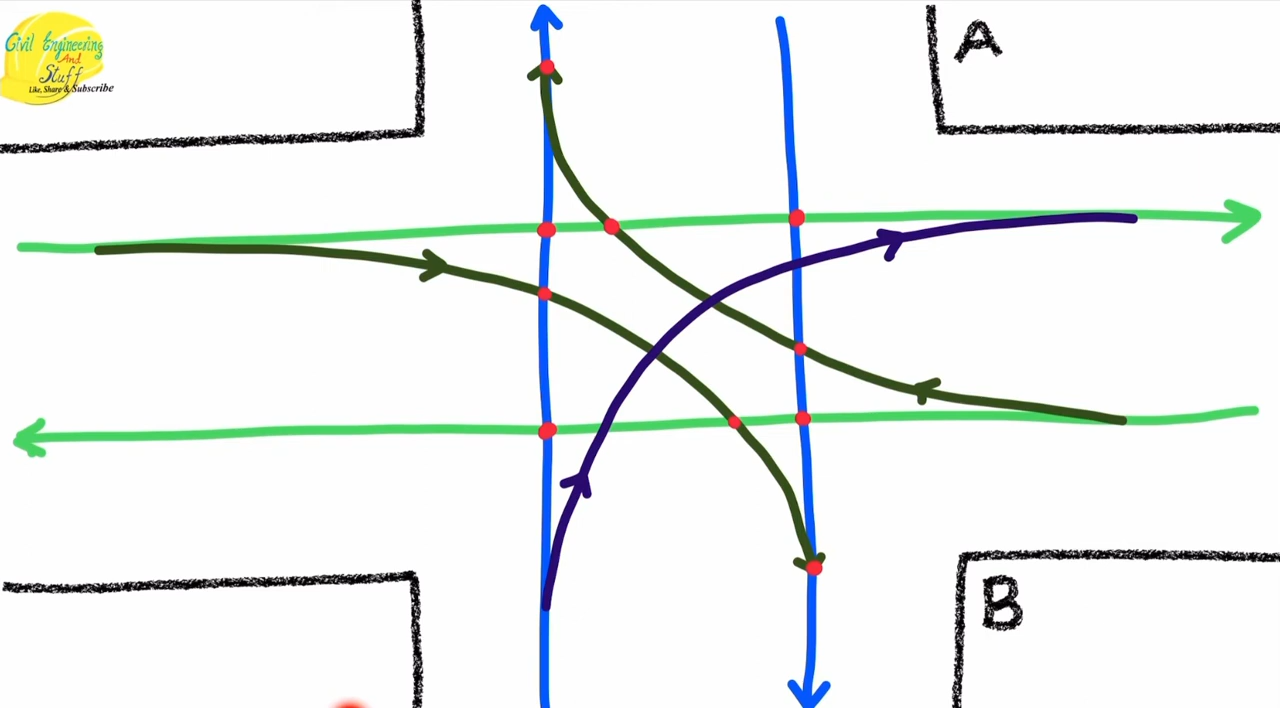 Civil Engineering
And
Stuff
Like, Share & Subscribe
A
B